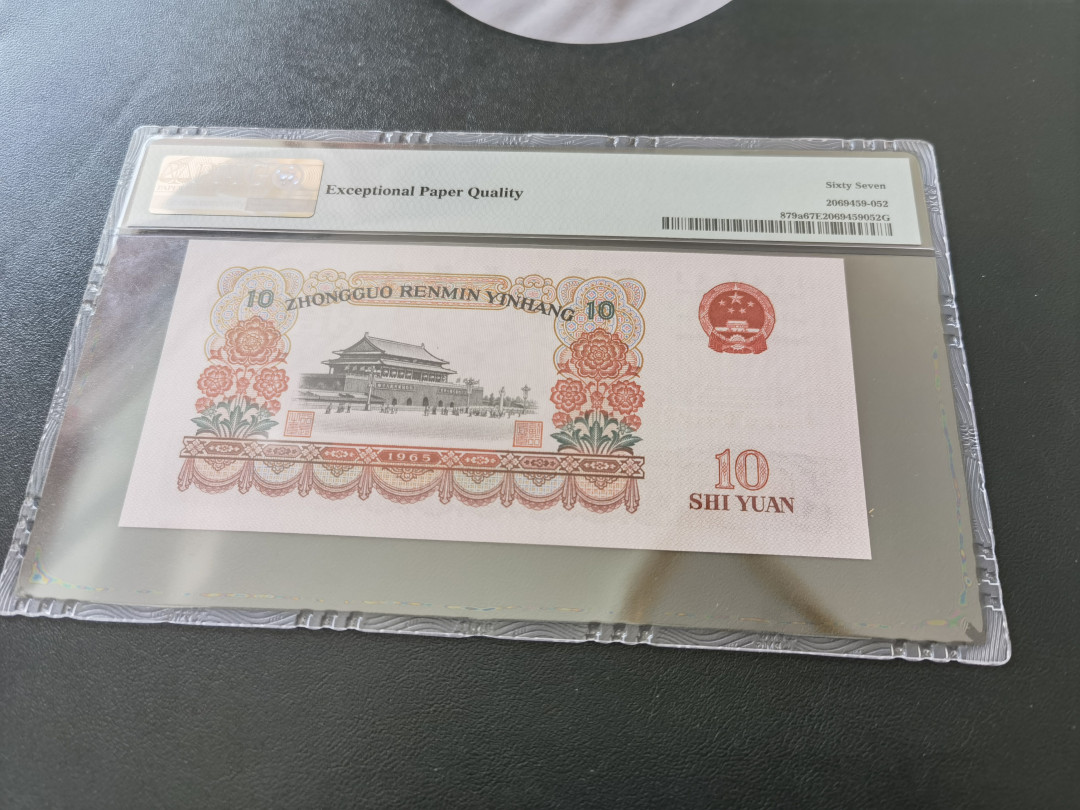 Exceptional Paper Quality
Sixty Seven
2069459-052
879a67E2069459052G
10 ZHONGGUO RENMIN YINHANG 10
1965
10
SHI YUAN